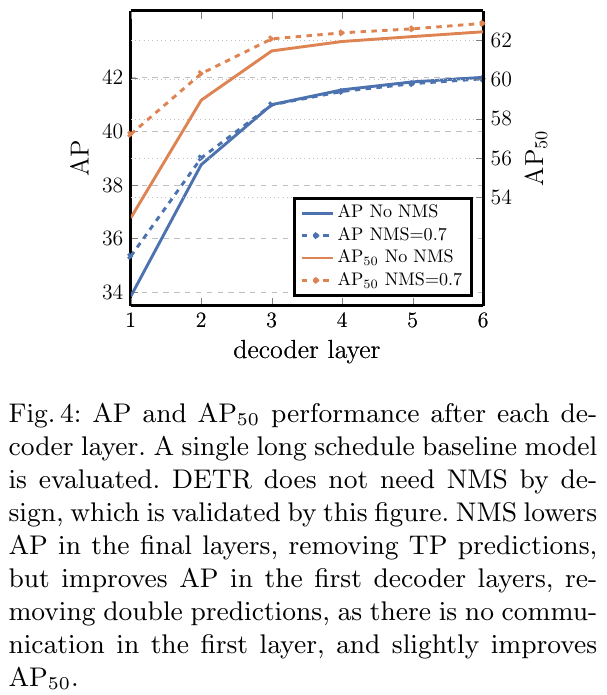 42
40
38
36
34
AP
62
60
58
56
54
AP50
AP No NMS
AP NMS=0.7
AP50 No NMS
AP50 NMS=0.7
1 2 3 4 5 6
decoder layer
Fig. 4: AP and AP50 performance after each de-
coder layer. A single long schedule baseline model
is evaluated. DETR does not need NMS by de-
sign, which is validated by this figure. NMS lowers
AP in the final layers, removing TP predictions,
but improves AP in the first decoder layers, re-
moving double predictions, as there is no commu-
nication in the first layer, and slightly improves
AP50.